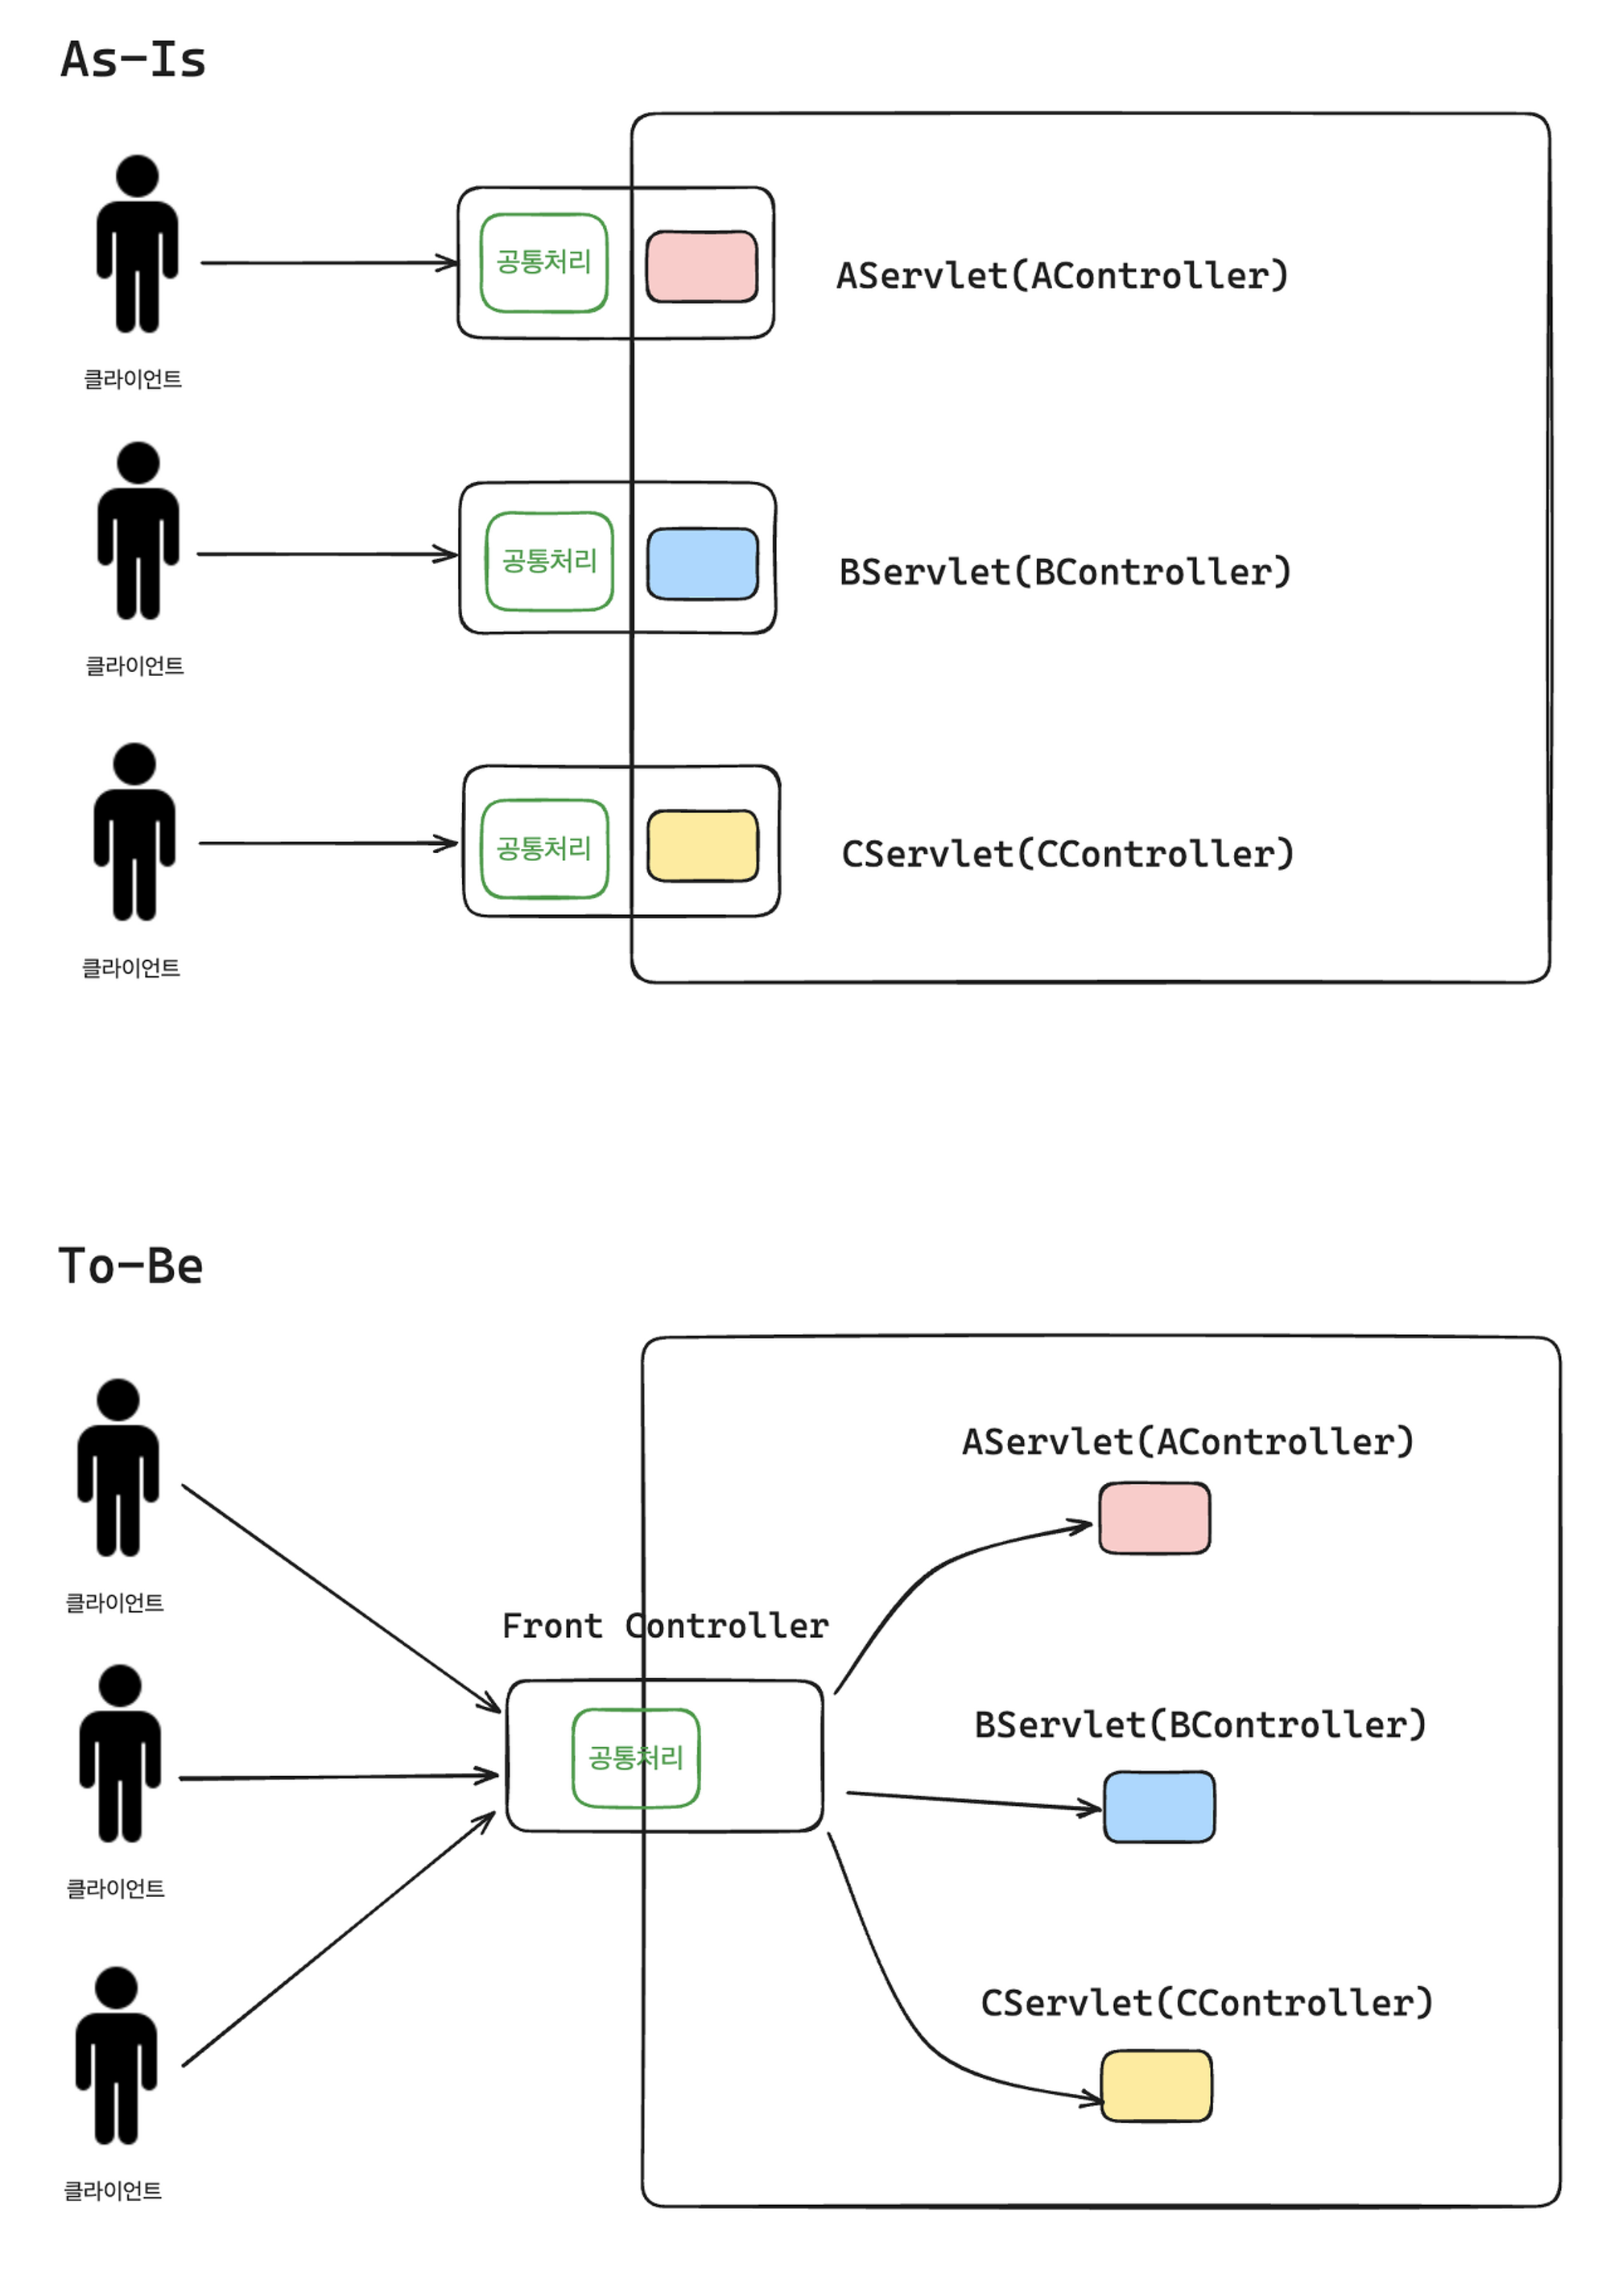 As-Is
공통처리
AServlet(AController)
클라이언트
공통처리
BServlet(BController)
클라이언트
공통처리
CServlet(CController)
클라이언트
To-Be
AServlet(AController)
클라이언트
Front Controller
BServlet(BController)
공통처리
클라이언트
CServlet(CController)
클라이언트